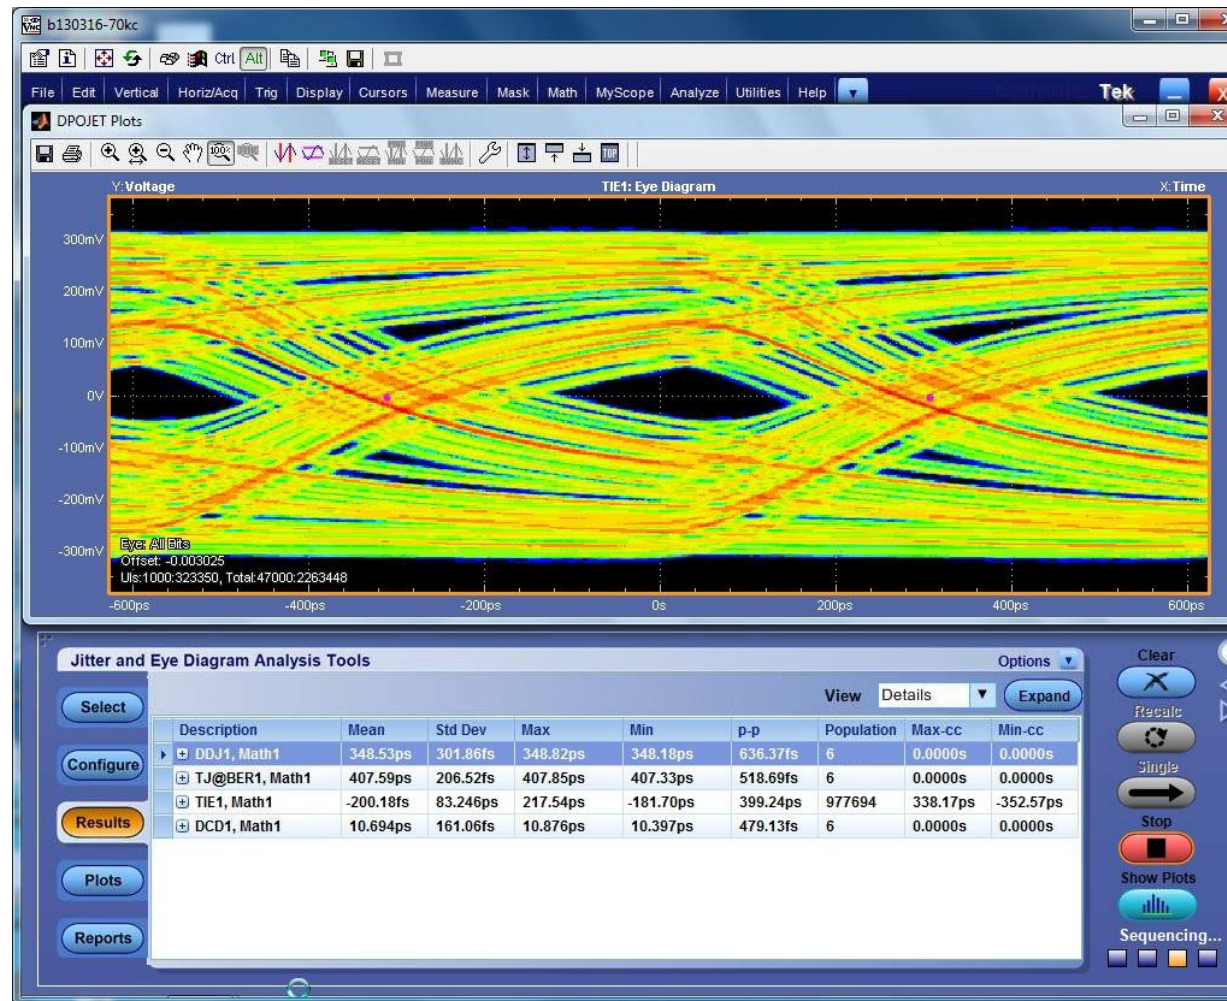 b130316-70kc
Ctrl Alt
File Edit Vertical Horiz/Acq Trig Display Cursors Measure Mask Math MyScope Analyze Utilities Help Tek
DPOJET Plots
Y:Voltage TIE1: Eye Diagram X:Time
300mV
200mV
100mV
0V
-100mV
-200mV
-300mV
Eye: All Bits
Offset: -0.003025
UIs:1000:323350, Total:47000:2263448
-600ps -400ps -200ps 0s 200ps 400ps 600ps
Jitter and Eye Diagram Analysis Tools Options
View Details Expand
Description Mean Std Dev Max Min p-p Population Max-cc Min-cc
DDJ1, Math1 348.53ps 301.86fs 348.82ps 348.18ps 636.37fs 6 0.0000s 0.0000s
TJ@BER1, Math1 407.59ps 206.52fs 407.85ps 407.33ps 518.69fs 6 0.0000s 0.0000s
TIE1, Math1 -200.18fs 83.246ps 217.54ps -181.70ps 399.24ps 977694 338.17ps -352.57ps
DCD1, Math1 10.694ps 161.06fs 10.876ps 10.397ps 479.13fs 6 0.0000s 0.0000s
Select
Configure
Results
Plots
Reports
Clear
Recalc
Single
Stop
Show Plots
Sequencing...